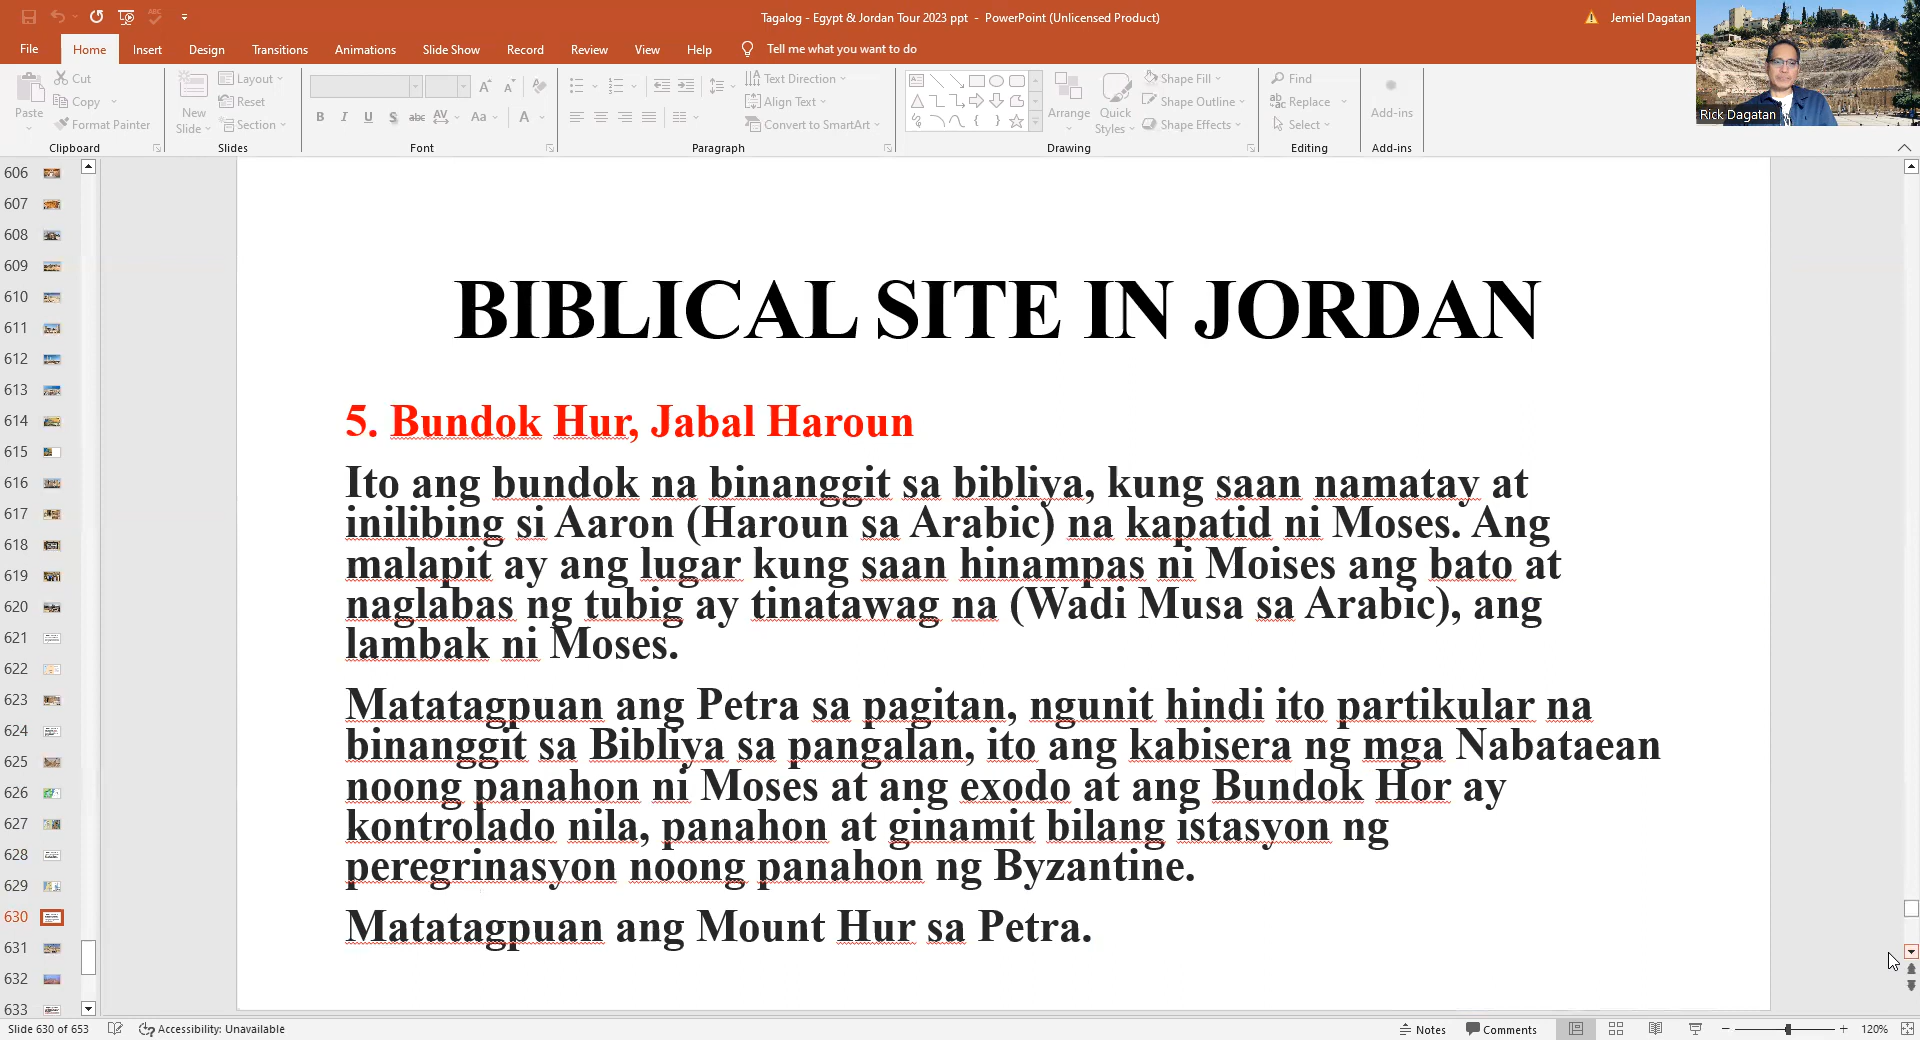 Tagalog - Egypt & Jordan Tour 2023 ppt - PowerPoint (Unlicensed Product)
Jemiel Dagatan
File Home Insert Design Transitions Animations Slide Show Record Review View Help Tell me what you want to do
Rick Dagatan
Paste
Cut
Copy
Format Painter
Clipboard
New Slide
Layout
Reset
Section
Slides
B I U S abc AV Aa A
Font
Text Direction
Align Text
Convert to SmartArt
Paragraph
Arrange
Quick Styles
Shape Fill
Shape Outline
Shape Effects
Drawing
Find
Replace
Select
Editing
Add-ins
Add-ins
606
607
608
609
610
611
612
613
614
615
616
617
618
619
620
621
622
623
624
625
626
627
628
629
630
631
632
633
BIBLICAL SITE IN JORDAN
5. Bundok Hur, Jabal Haroun
Ito ang bundok na binanggit sa bibliya, kung saan namatay at
inilibing si Aaron (Haroun sa Arabic) na kapatid ni Moses. Ang
malapit ay ang lugar kung saan hinampas ni Moises ang bato at
naglabas ng tubig ay tinatawag na (Wadi Musa sa Arabic), ang
lambak ni Moses.
Matatagpuan ang Petra sa pagitan, ngunit hindi ito partikular na
binanggit sa Bibliya sa pangalan, ito ang kabisera ng mga Nabataean
noong panahon ni Moses at ang exodo at ang Bundok Hor ay
kontrolado nila, panahon at ginamit bilang istasyon ng
peregrinasyon noong panahon ng Byzantine.
Matatagpuan ang Mount Hur sa Petra.
Slide 630 of 653 Accessibility: Unavailable Notes Comments 120%